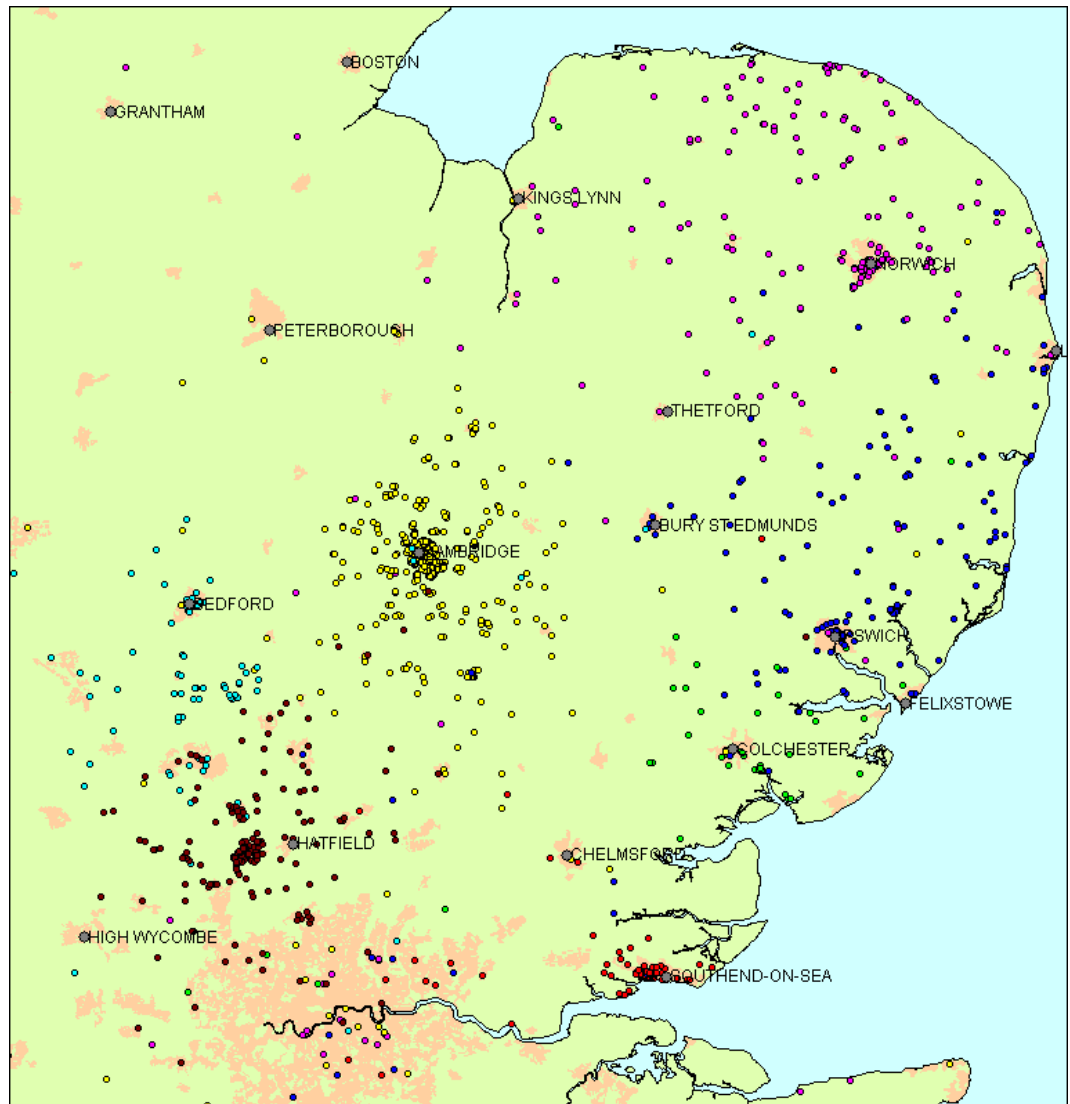 BOSTON
GRANTHAM
KINGS LYNN
NORWICH
PETERBOROUGH
THETFORD
BURY ST EDMUNDS
CAMBRIDGE
BEDFORD
IPSWICH
FELIXSTOWE
COLCHESTER
HATFIELD
CHELMSFORD
HIGH WYCOMBE
SOUTHEND-ON-SEA